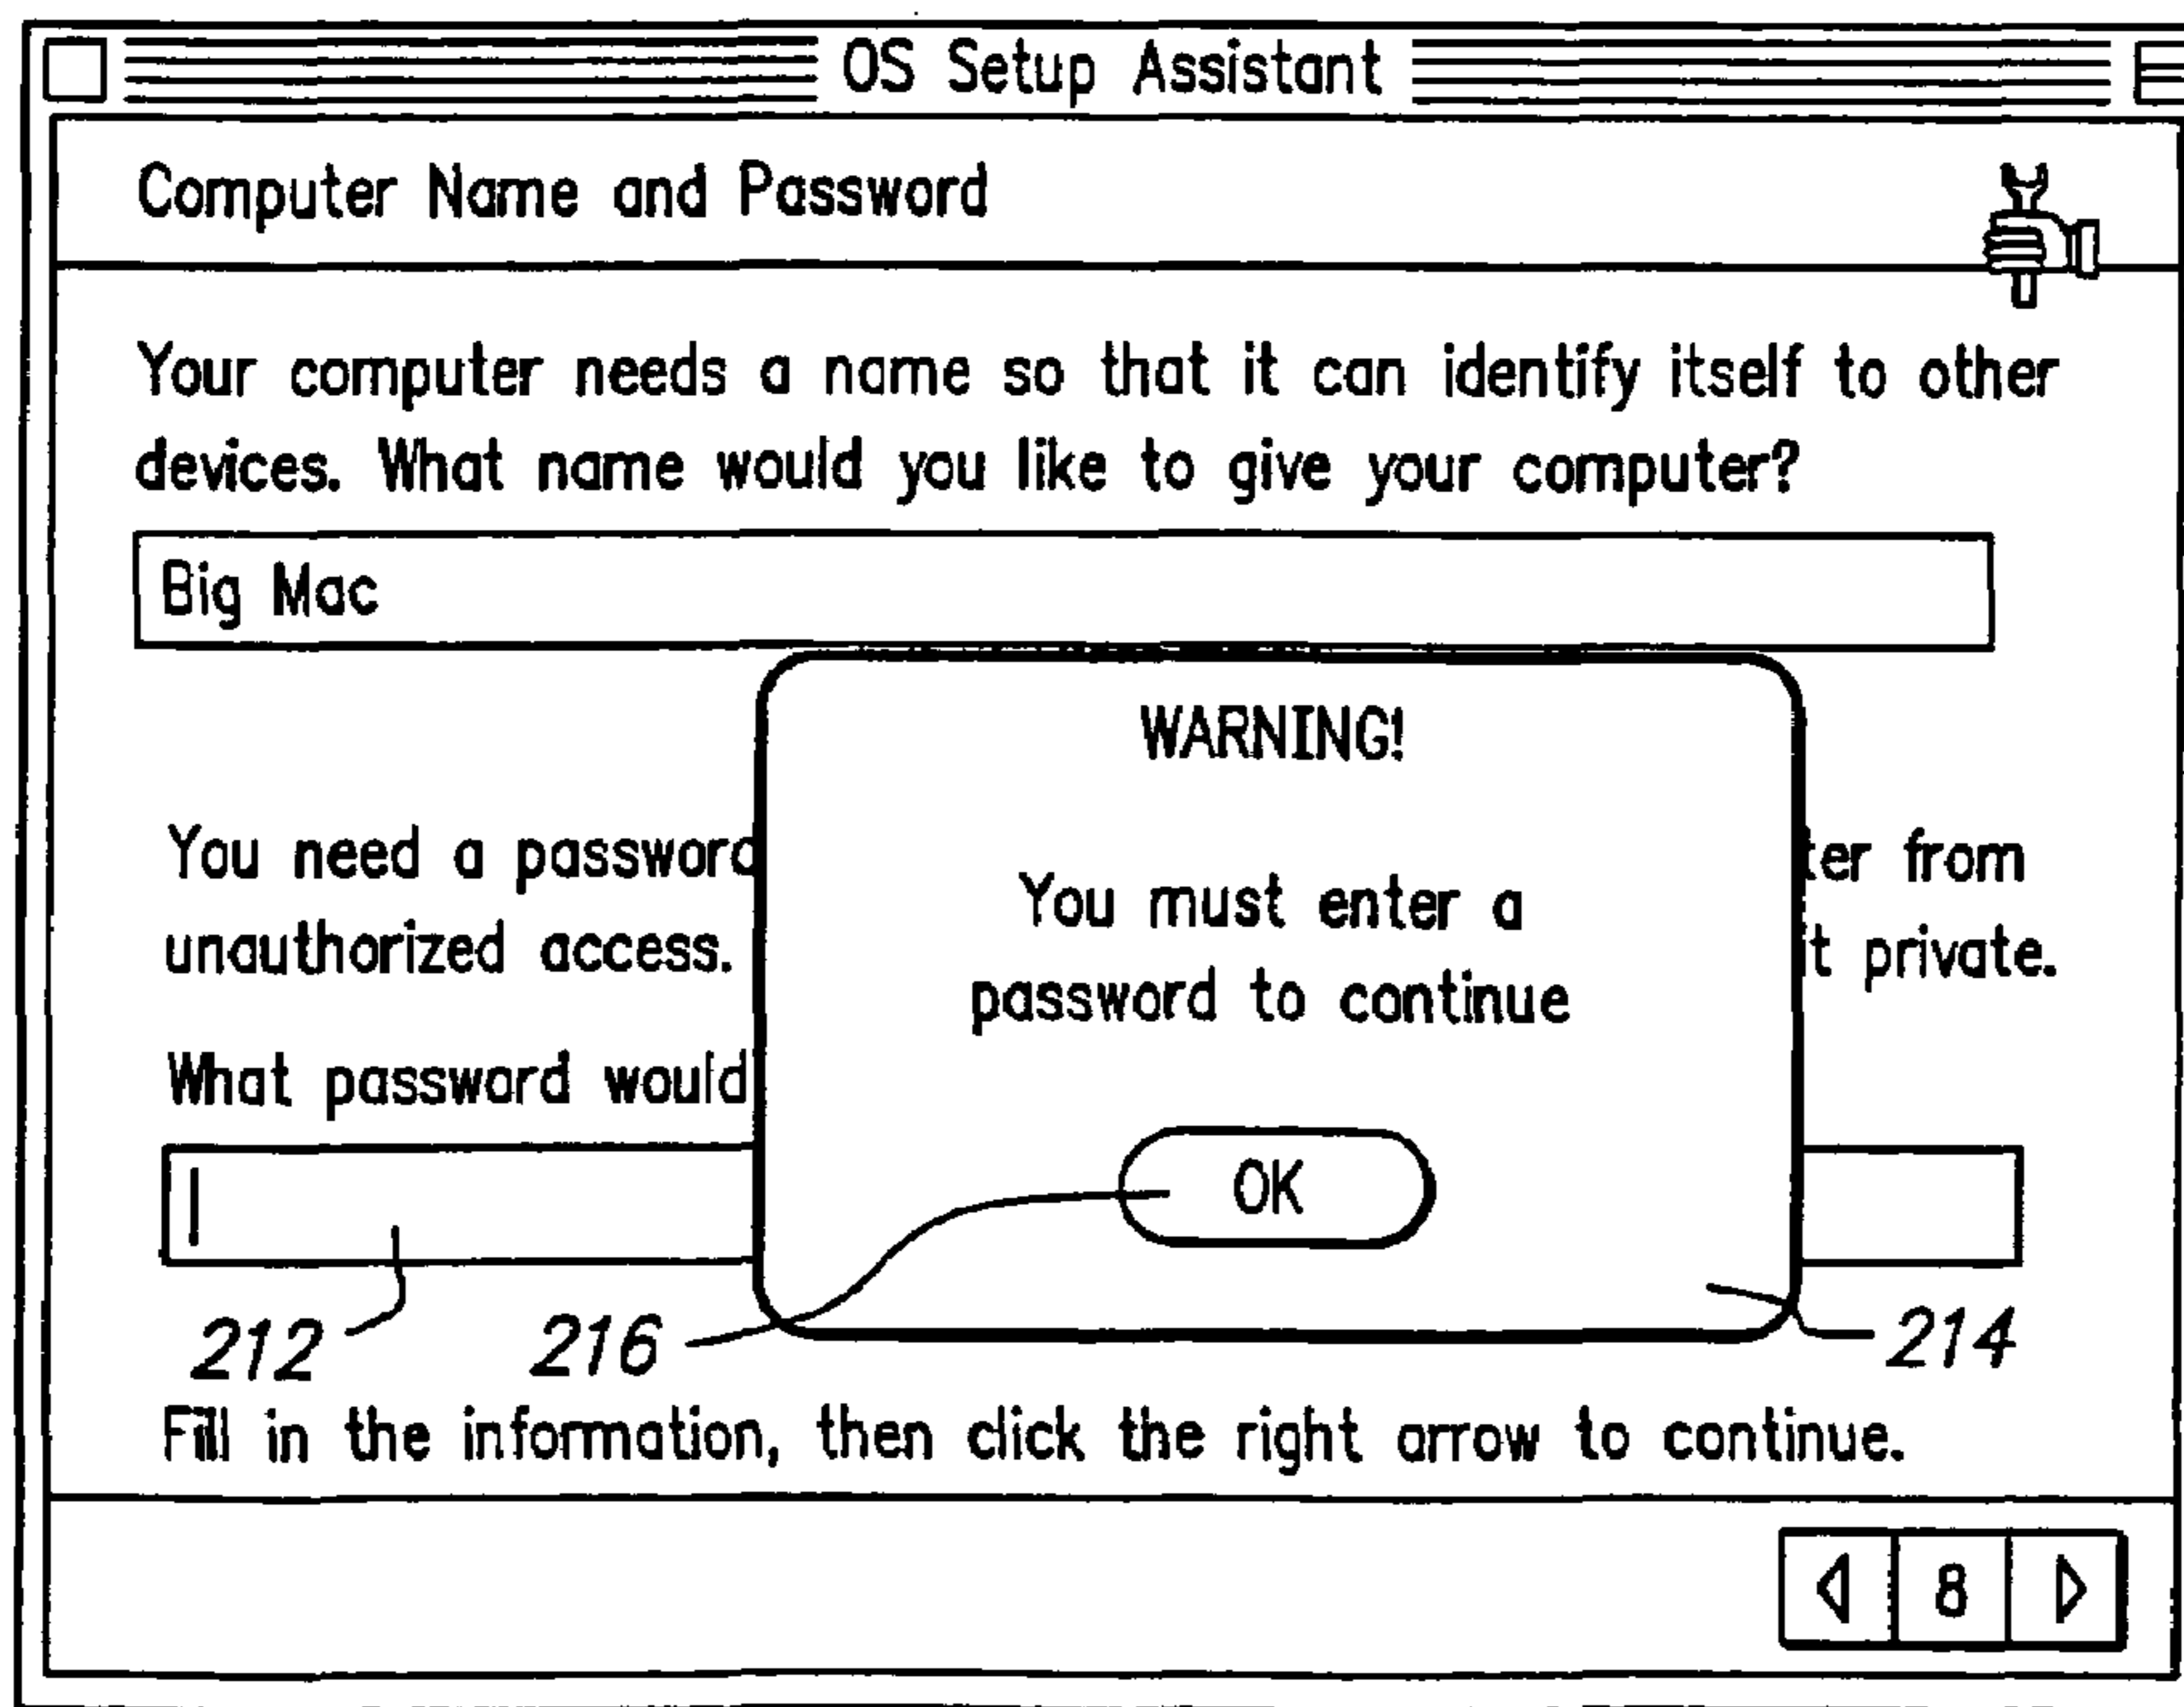 OS Setup Assistant
Computer Name and Password
Your computer needs a name so that it can identify itself to other
devices. What name would you like to give your computer?
Big Mac
WARNING!
You must enter a
password to continue
OK
You need a password ter from
unauthorized access. it private.
What password would
212 216 214
Fill in the information, then click the right arrow to continue.
8